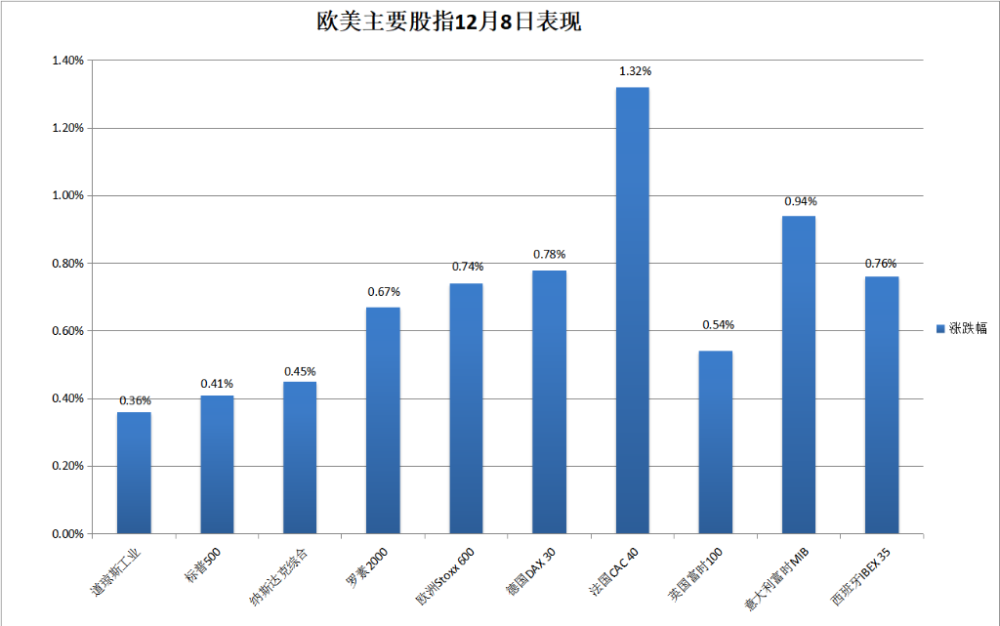 欧美主要股指12月8日表现
1.40%
1.20%
1.00%
0.80%
0.60%
0.40%
0.20%
0.00%
0.36%
0.41%
0.45%
0.67%
0.74%
0.78%
1.32%
0.54%
0.94%
0.76%
道琼斯工业
标普500
纳斯达克综合
罗素2000
欧洲Stoxx 600
德国DAX 30
法国CAC 40
英国富时100
意大利富时MIB
西班牙IBEX 35
涨跌幅